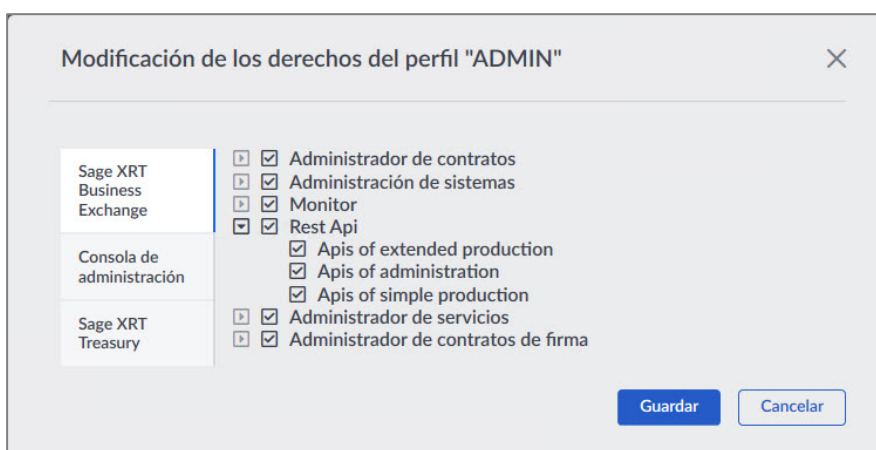 Modificación de los derechos del perfil "ADMIN"
Sage XRT
Business
Exchange
Consola de
administración
Sage XRT
Treasury
Administrador de contratos
Administración de sistemas
Monitor
Rest Api
Apis of extended production
Apis of administration
Apis of simple production
Administrador de servicios
Administrador de contratos de firma
Guardar
Cancelar